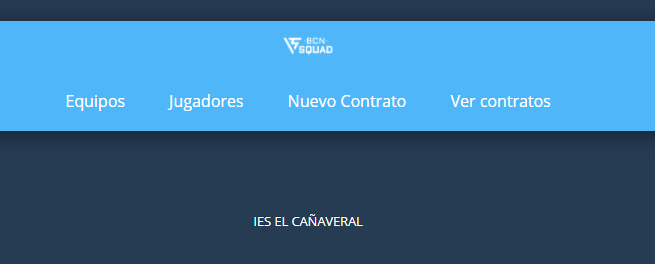 ·BCN·
SQUAD
Equipos Jugadores Nuevo Contrato Ver contratos
IES EL CAÑAVERAL